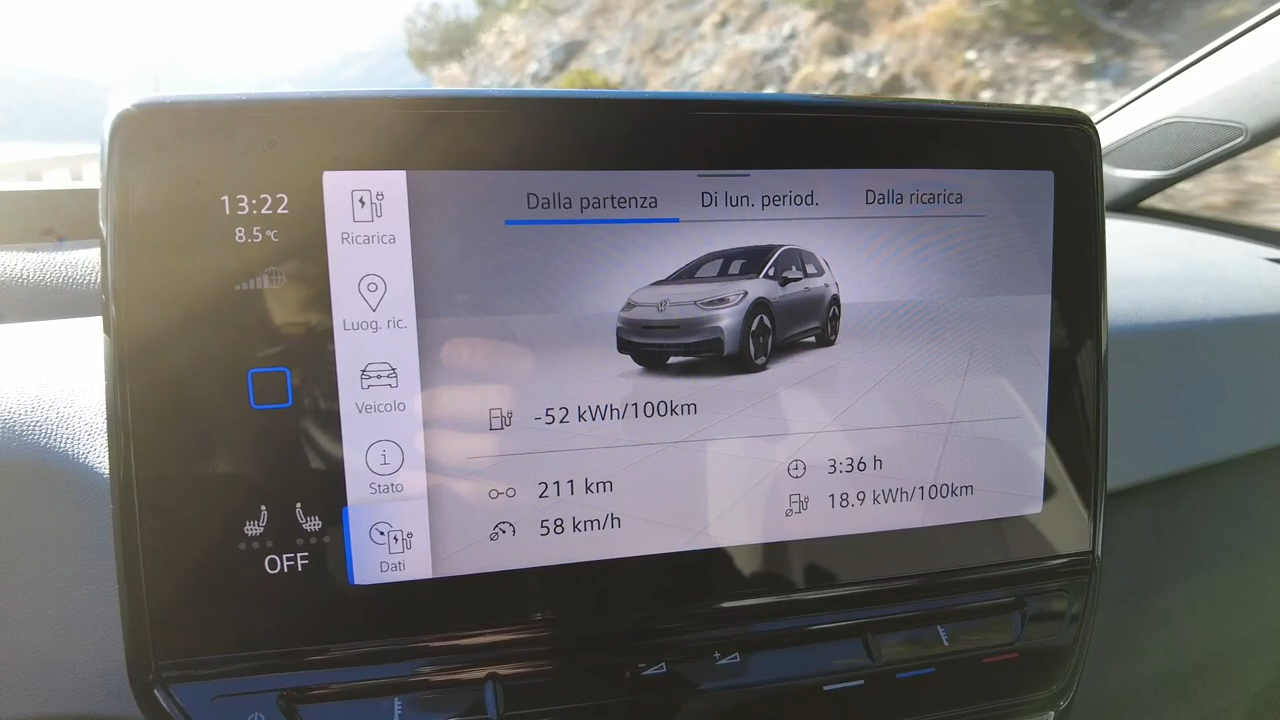 13:22
8.5°C
OFF
Ricarica
Luog. ric.
Veicolo
Stato
Dati
Dalla partenza
Di lun. period.
Dalla ricarica
-52 kWh/100km
211 km
58 km/h
3:36 h
18.9 kWh/100km